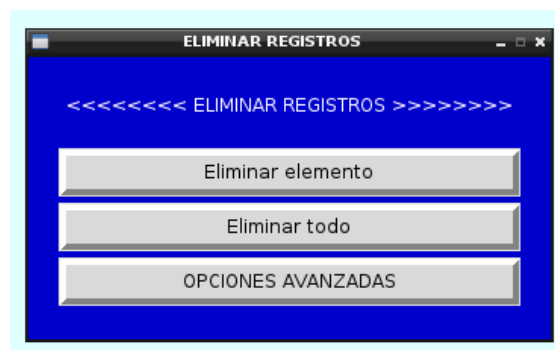 ELIMINAR REGISTROS
<<<<<<<< ELIMINAR REGISTROS >>>>>>>>
Eliminar elemento
Eliminar todo
OPCIONES AVANZADAS